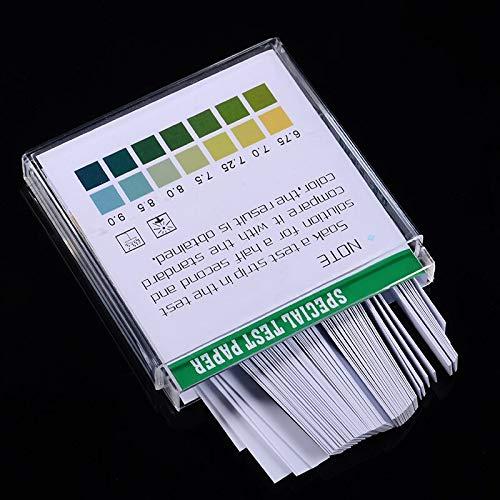 SPECIAL TEST PAPER
NOTE
Soak a test strip in the test
solution for a half second and
compare it with the standard
color,the result is obtained.
6.75 7.0 7.25 7.5 8.0 8.5 9.0